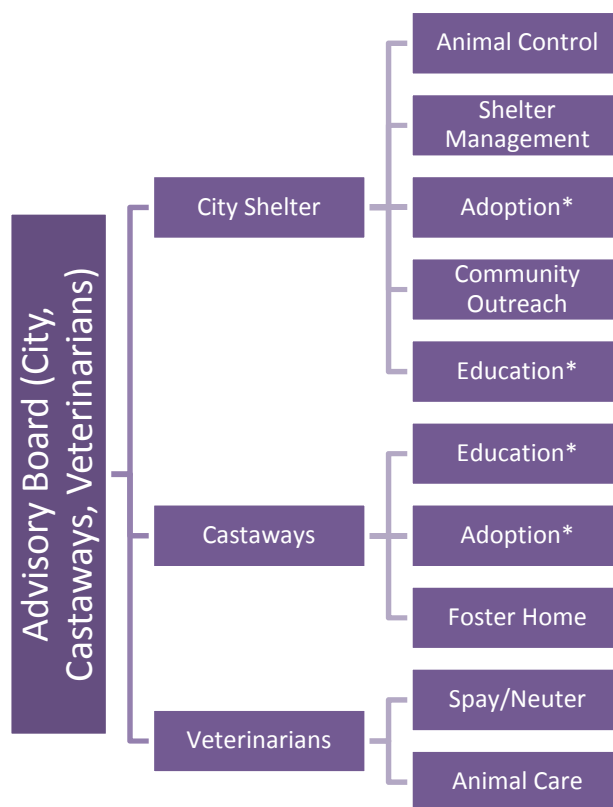 Advisory Board (City,
Castaways, Veterinarians)
City Shelter
Animal Control
Shelter
Management
Adoption*
Community
Outreach
Education*
Castaways
Education*
Adoption*
Foster Home
Veterinarians
Spay/Neuter
Animal Care